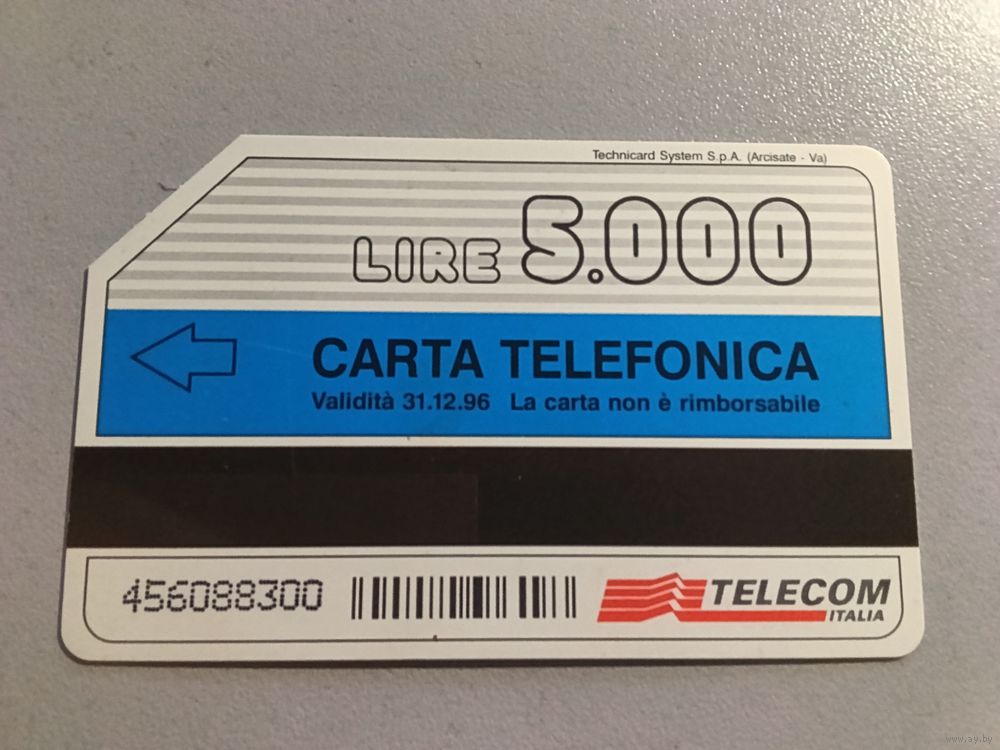 Technicard System S.p.A. (Arcisate - Va)
LIRE 5.000
CARTA TELEFONICA
Validità 31.12.96 La carta non è rimborsabile
456088300
TELECOM
ITALIA
www.ay.by